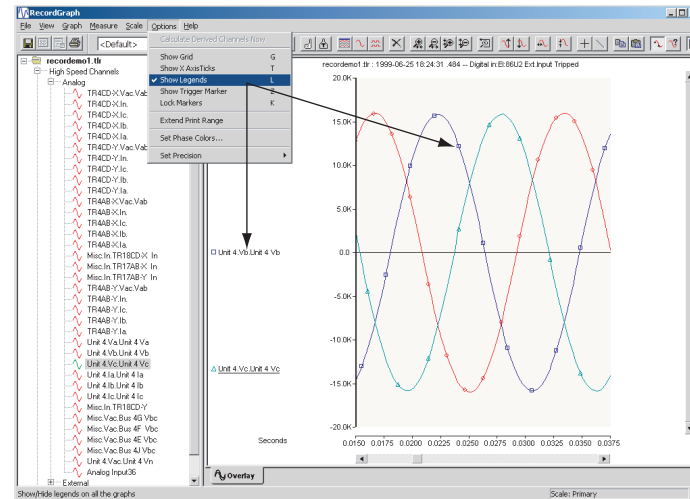 RecordGraph
File View Graph Measure Scale Options Help
<Default>
Calculate Derived Channels Now
Show Grid G
Show X AxisTicks T
Show Legends L
Show Trigger Marker Z
Lock Markers K
Extend Print Range
Set Phase Colors...
Set Precision
recordemo1.tlr
High Speed Channels
Analog
TR4CD-X.Vac.Vab
TR4CD-X.In.
TR4CD-X.Ic.
TR4CD-X.Ib.
TR4CD-X.Ia.
TR4CD-Y.Vac.Vab
TR4CD-Y.In.
TR4CD-Y.Ic.
TR4CD-Y.Ib.
TR4CD-Y.Ia.
TR4AB-X.Vac.Vab
TR4AB-X.In.
TR4AB-X.Ic.
TR4AB-X.Ib.
TR4AB-X.Ia.
Misc.In.TR18CD-X In
Misc.In.TR17AB-X In
Misc.In.TR17AB-Y In
TR4AB-Y.Vac.Vab
TR4AB-Y.In.
TR4AB-Y.Ic.
TR4AB-Y.Ib.
TR4AB-Y.Ia.
Unit 4.Va.Unit 4 Va
Unit 4.Vb.Unit 4 Vb
Unit 4.Vc.Unit 4 Vc
Unit 4.Ia.Unit 4 Ia
Unit 4.Ib.Unit 4 Ib
Unit 4.Ic.Unit 4 Ic
Misc.In.TR18CD-Y
Misc.Vac.Bus 4G Vbc
Misc.Vac.Bus 4F Vbc
Misc.Vac.Bus 4E Vbc
Misc.Vac.Bus 4J Vbc
Unit 4.Vac.Unit 4 Vn
Analog Input36
External
recordemo1.tlr : 1999-06-25 18:24:31 .484 -- Digital in:El:86U2 Ext.Input Tripped
20.0K
15.0K
10.0K
5.0K
0.0
-5.0K
-10.0K
-15.0K
-20.0K
Unit 4.Vb.Unit 4 Vb
Unit 4.Vc.Unit 4 Vc
Seconds
0.0150 0.0175 0.0200 0.0225 0.0250 0.0275 0.0300 0.0325 0.0350 0.0375
Overlay
Show/Hide legends on all the graphs
Scale: Primary